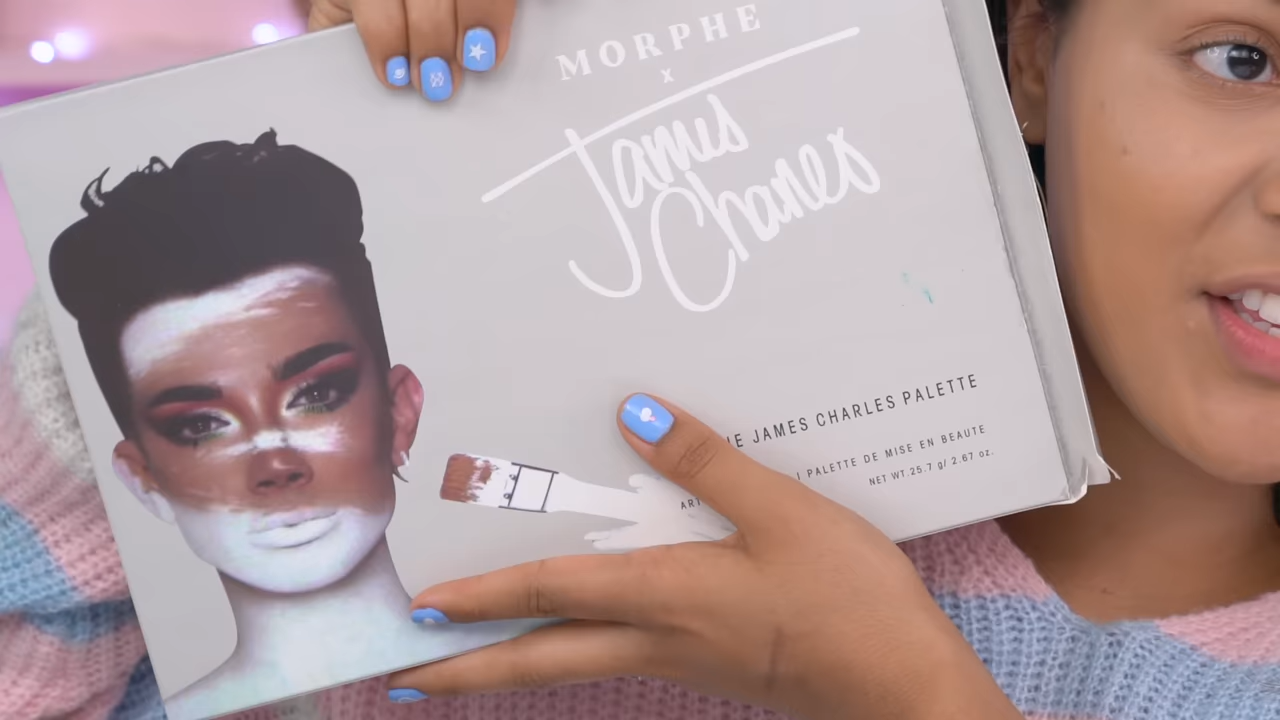 MORPHE
x
James
Charles
JAMES CHARLES PALETTE
PALETTE DE MISE EN BEAUTE
NET WT.25.7 g/ 2.67 oz.